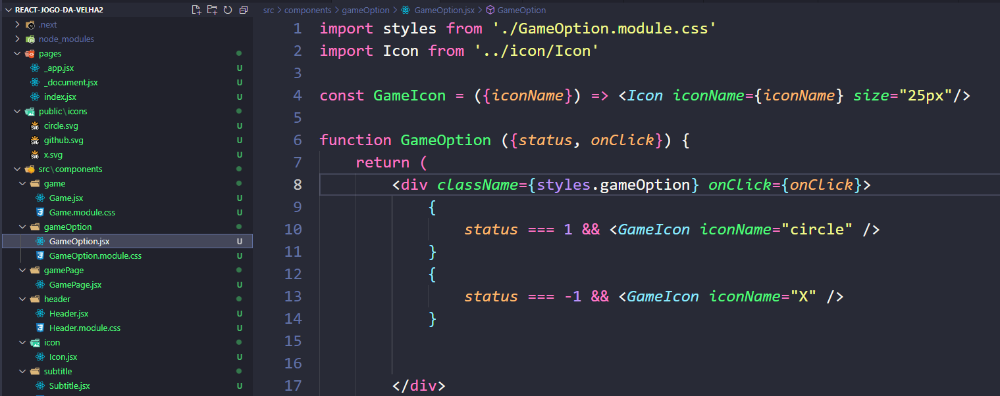 REACT-JOGO-DA-VELHA2
.next
node_modules
pages
_app.jsx U
_document.jsx U
index.jsx U
public\icons
circle.svg U
github.svg U
x.svg U
src\components
game
Game.jsx U
Game.module.css U
gameOption
GameOption.jsx U
GameOption.module.css U
gamePage
GamePage.jsx U
header
Header.jsx U
Header.module.css U
icon
Icon.jsx U
subtitle
Subtitle.jsx U
src > components > gameOption > GameOption.jsx > GameOption
1 import styles from './GameOption.module.css'
2 import Icon from '../icon/Icon'
3
4 const GameIcon = ({iconName}) => <Icon iconName={iconName} size="25px"/>
5
6 function GameOption ({status, onClick}) {
7 return (
8 <div className={styles.gameOption} onClick={onClick}>
9 {
10 status === 1 && <GameIcon iconName="circle" />
11 }
12 {
13 status === -1 && <GameIcon iconName="X" />
14 }
15
16
17 </div>